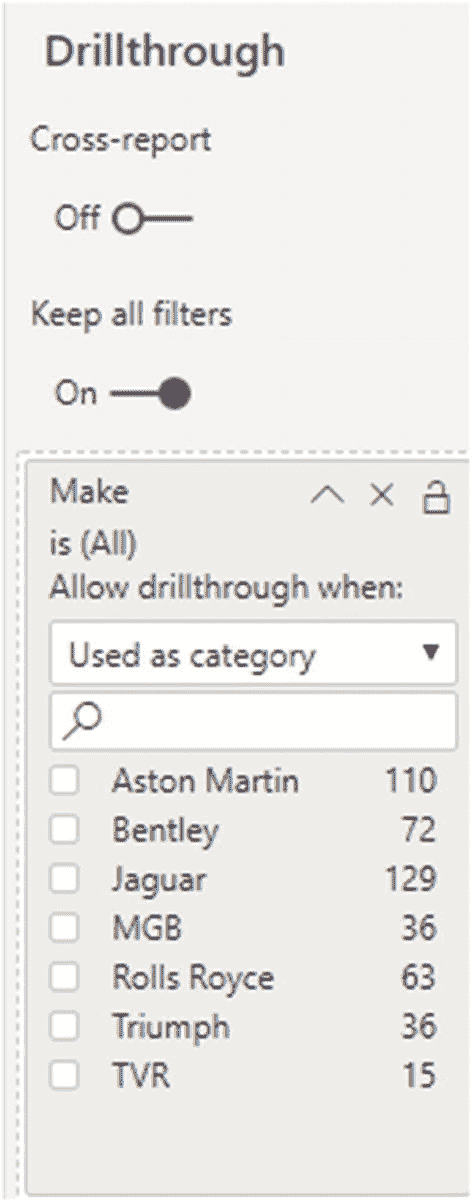 Drillthrough
Cross-report
Off
Keep all filters
On
Make
is (All)
Allow drillthrough when:
Used as category
Aston Martin 110
Bentley 72
Jaguar 129
MGB 36
Rolls Royce 63
Triumph 36
TVR 15